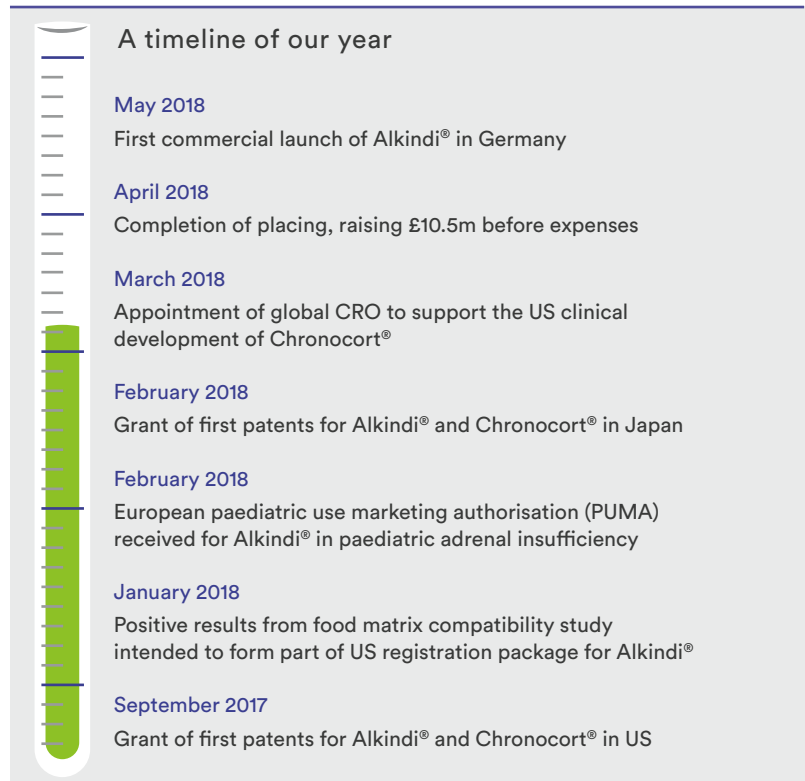 A timeline of our year
May 2018
First commercial launch of Alkindi® in Germany
April 2018
Completion of placing, raising £10.5m before expenses
March 2018
Appointment of global CRO to support the US clinical
development of Chronocort®
February 2018
Grant of first patents for Alkindi® and Chronocort® in Japan
February 2018
European paediatric use marketing authorisation (PUMA)
received for Alkindi® in paediatric adrenal insufficiency
January 2018
Positive results from food matrix compatibility study
intended to form part of US registration package for Alkindi®
September 2017
Grant of first patents for Alkindi® and Chronocort® in US